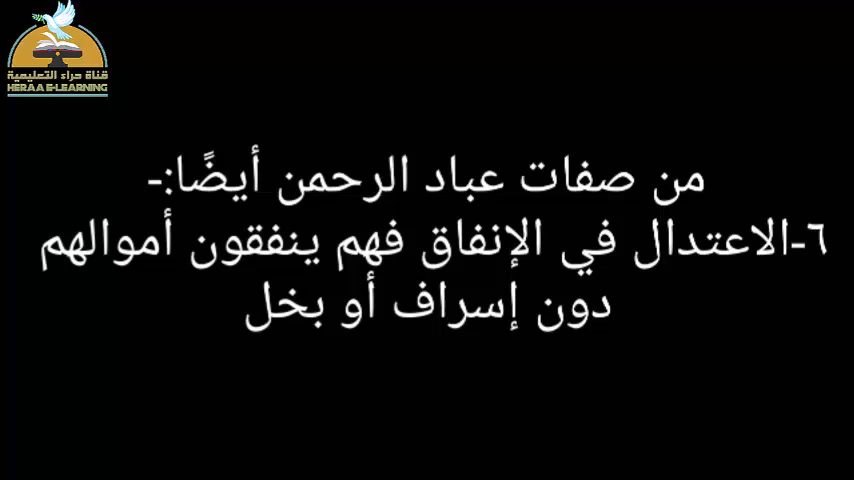 قناة حراء التعليمية
HERAA E-LEARNING
من صفات عباد الرحمن أيضًا:-
٦-الاعتدال في الإنفاق فهم ينفقون أموالهم
دون إسراف أو بخل